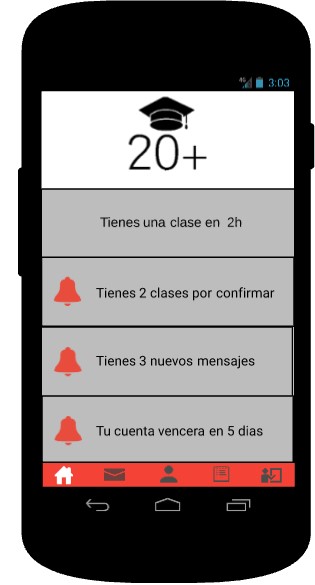 4G 3:03
20+
Tienes una clase en 2h
Tienes 2 clases por confirmar
Tienes 3 nuevos mensajes
Tu cuenta vencera en 5 dias